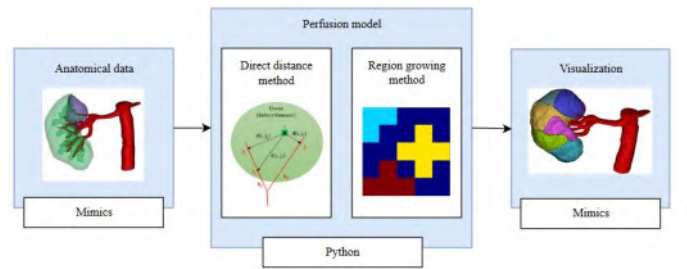 Perfusion model
Anatomical data
Direct distance
method
Region growing
method
Visualization
Mimics
Python
Mimics